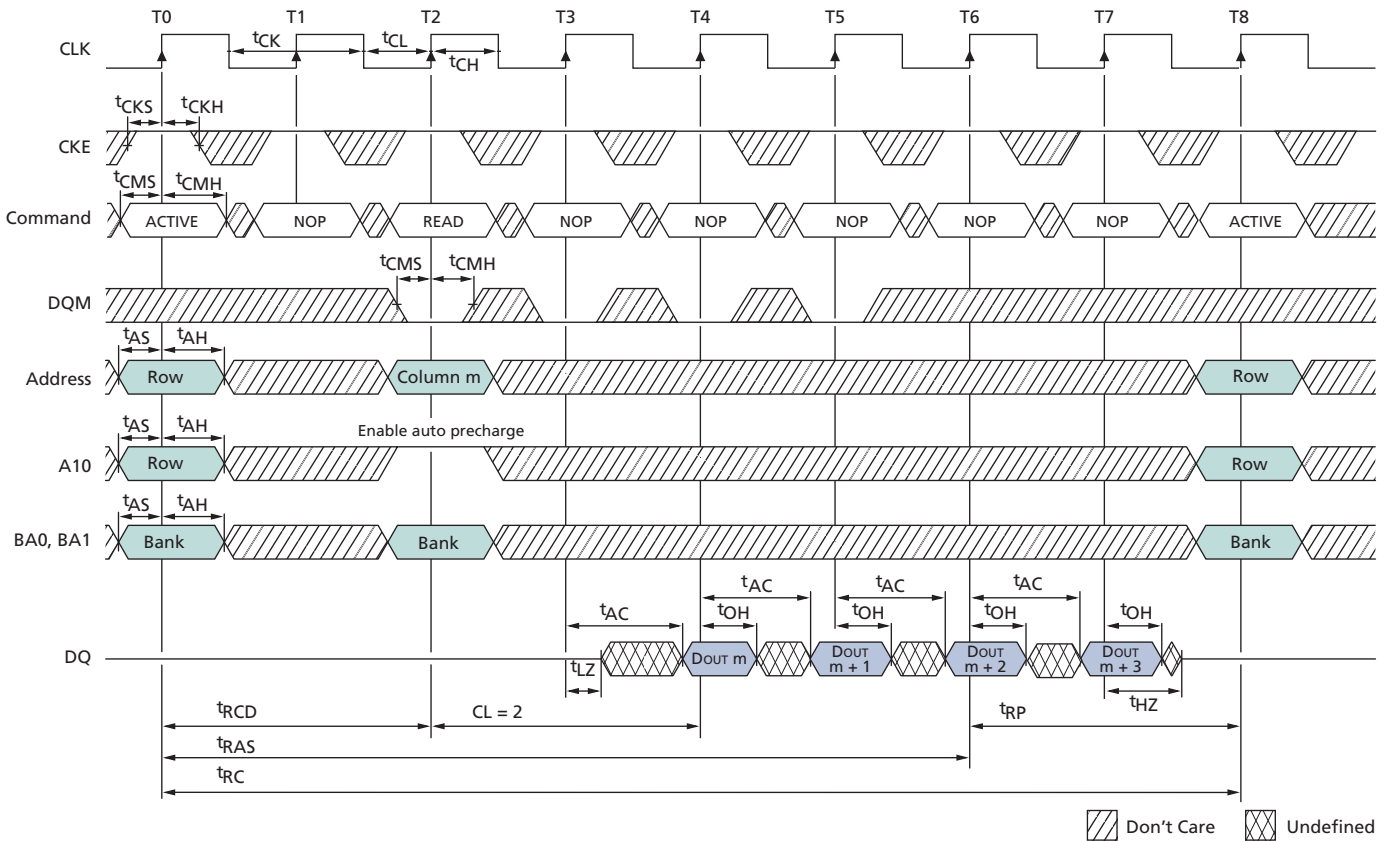 T0 T1 T2 T3 T4 T5 T6 T7 T8
CLK tCK tCL tCH
tCKS tCKH
CKE
tCMS tCMH
Command ACTIVE NOP READ NOP NOP NOP NOP NOP ACTIVE
tCMS tCMH
DQM
tAS tAH
Address Row Column m Row
tAS tAH Enable auto precharge
A10 Row Row
tAS tAH
BA0, BA1 Bank Bank Bank
tAC tAC tAC
tAC tOH tOH tOH tOH
DQ DOUT m DOUT m + 1 DOUT m + 2 DOUT m + 3
tLZ tHZ
tRCD CL = 2 tRP
tRAS
tRC
Don't Care Undefined